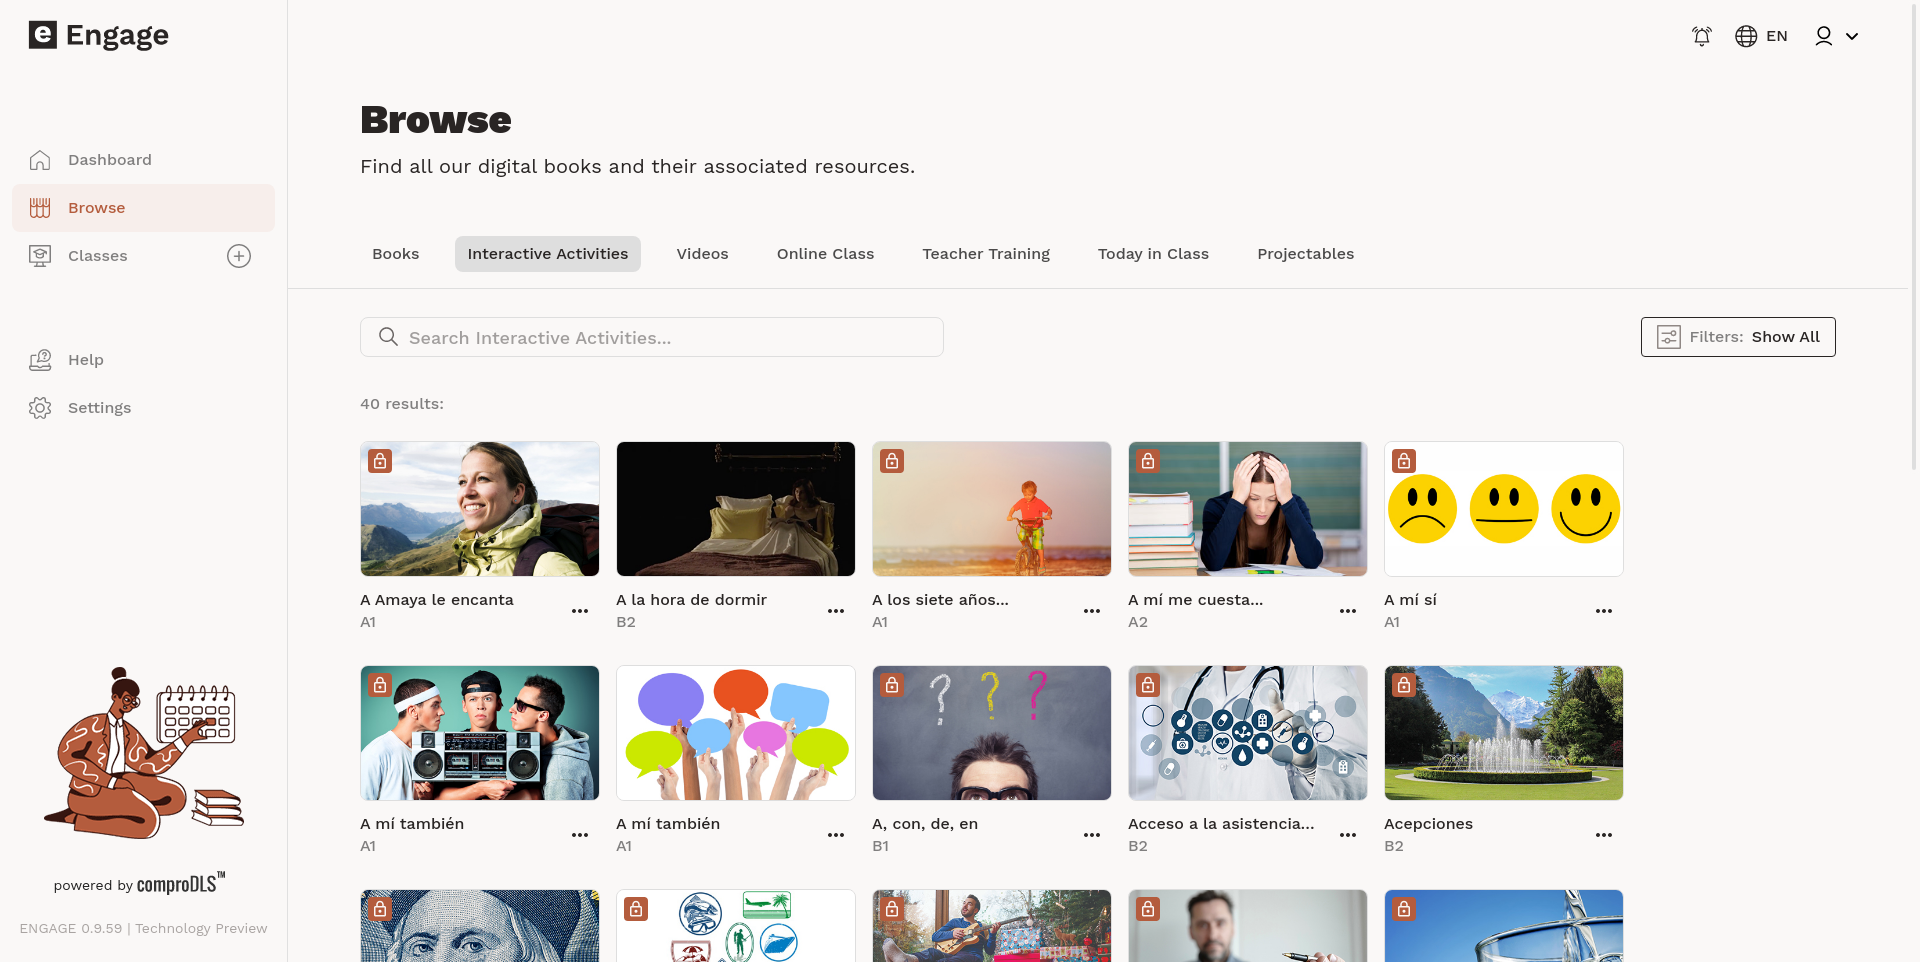 e Engage
EN
Browse
Find all our digital books and their associated resources.
Dashboard
Browse
Classes
Help
Settings
Books
Interactive Activities
Videos
Online Class
Teacher Training
Today in Class
Projectables
Search Interactive Activities...
Filters: Show All
40 results:
A Amaya le encanta
A1
A la hora de dormir
B2
A los siete años...
A1
A mí me cuesta...
A2
A mí sí
A1
? ? ?
A mí también
A1
A mí también
A1
A, con, de, en
B1
Acceso a la asistencia...
B2
Acepciones
B2
powered by comproDLS™
ENGAGE 0.9.59 | Technology Preview